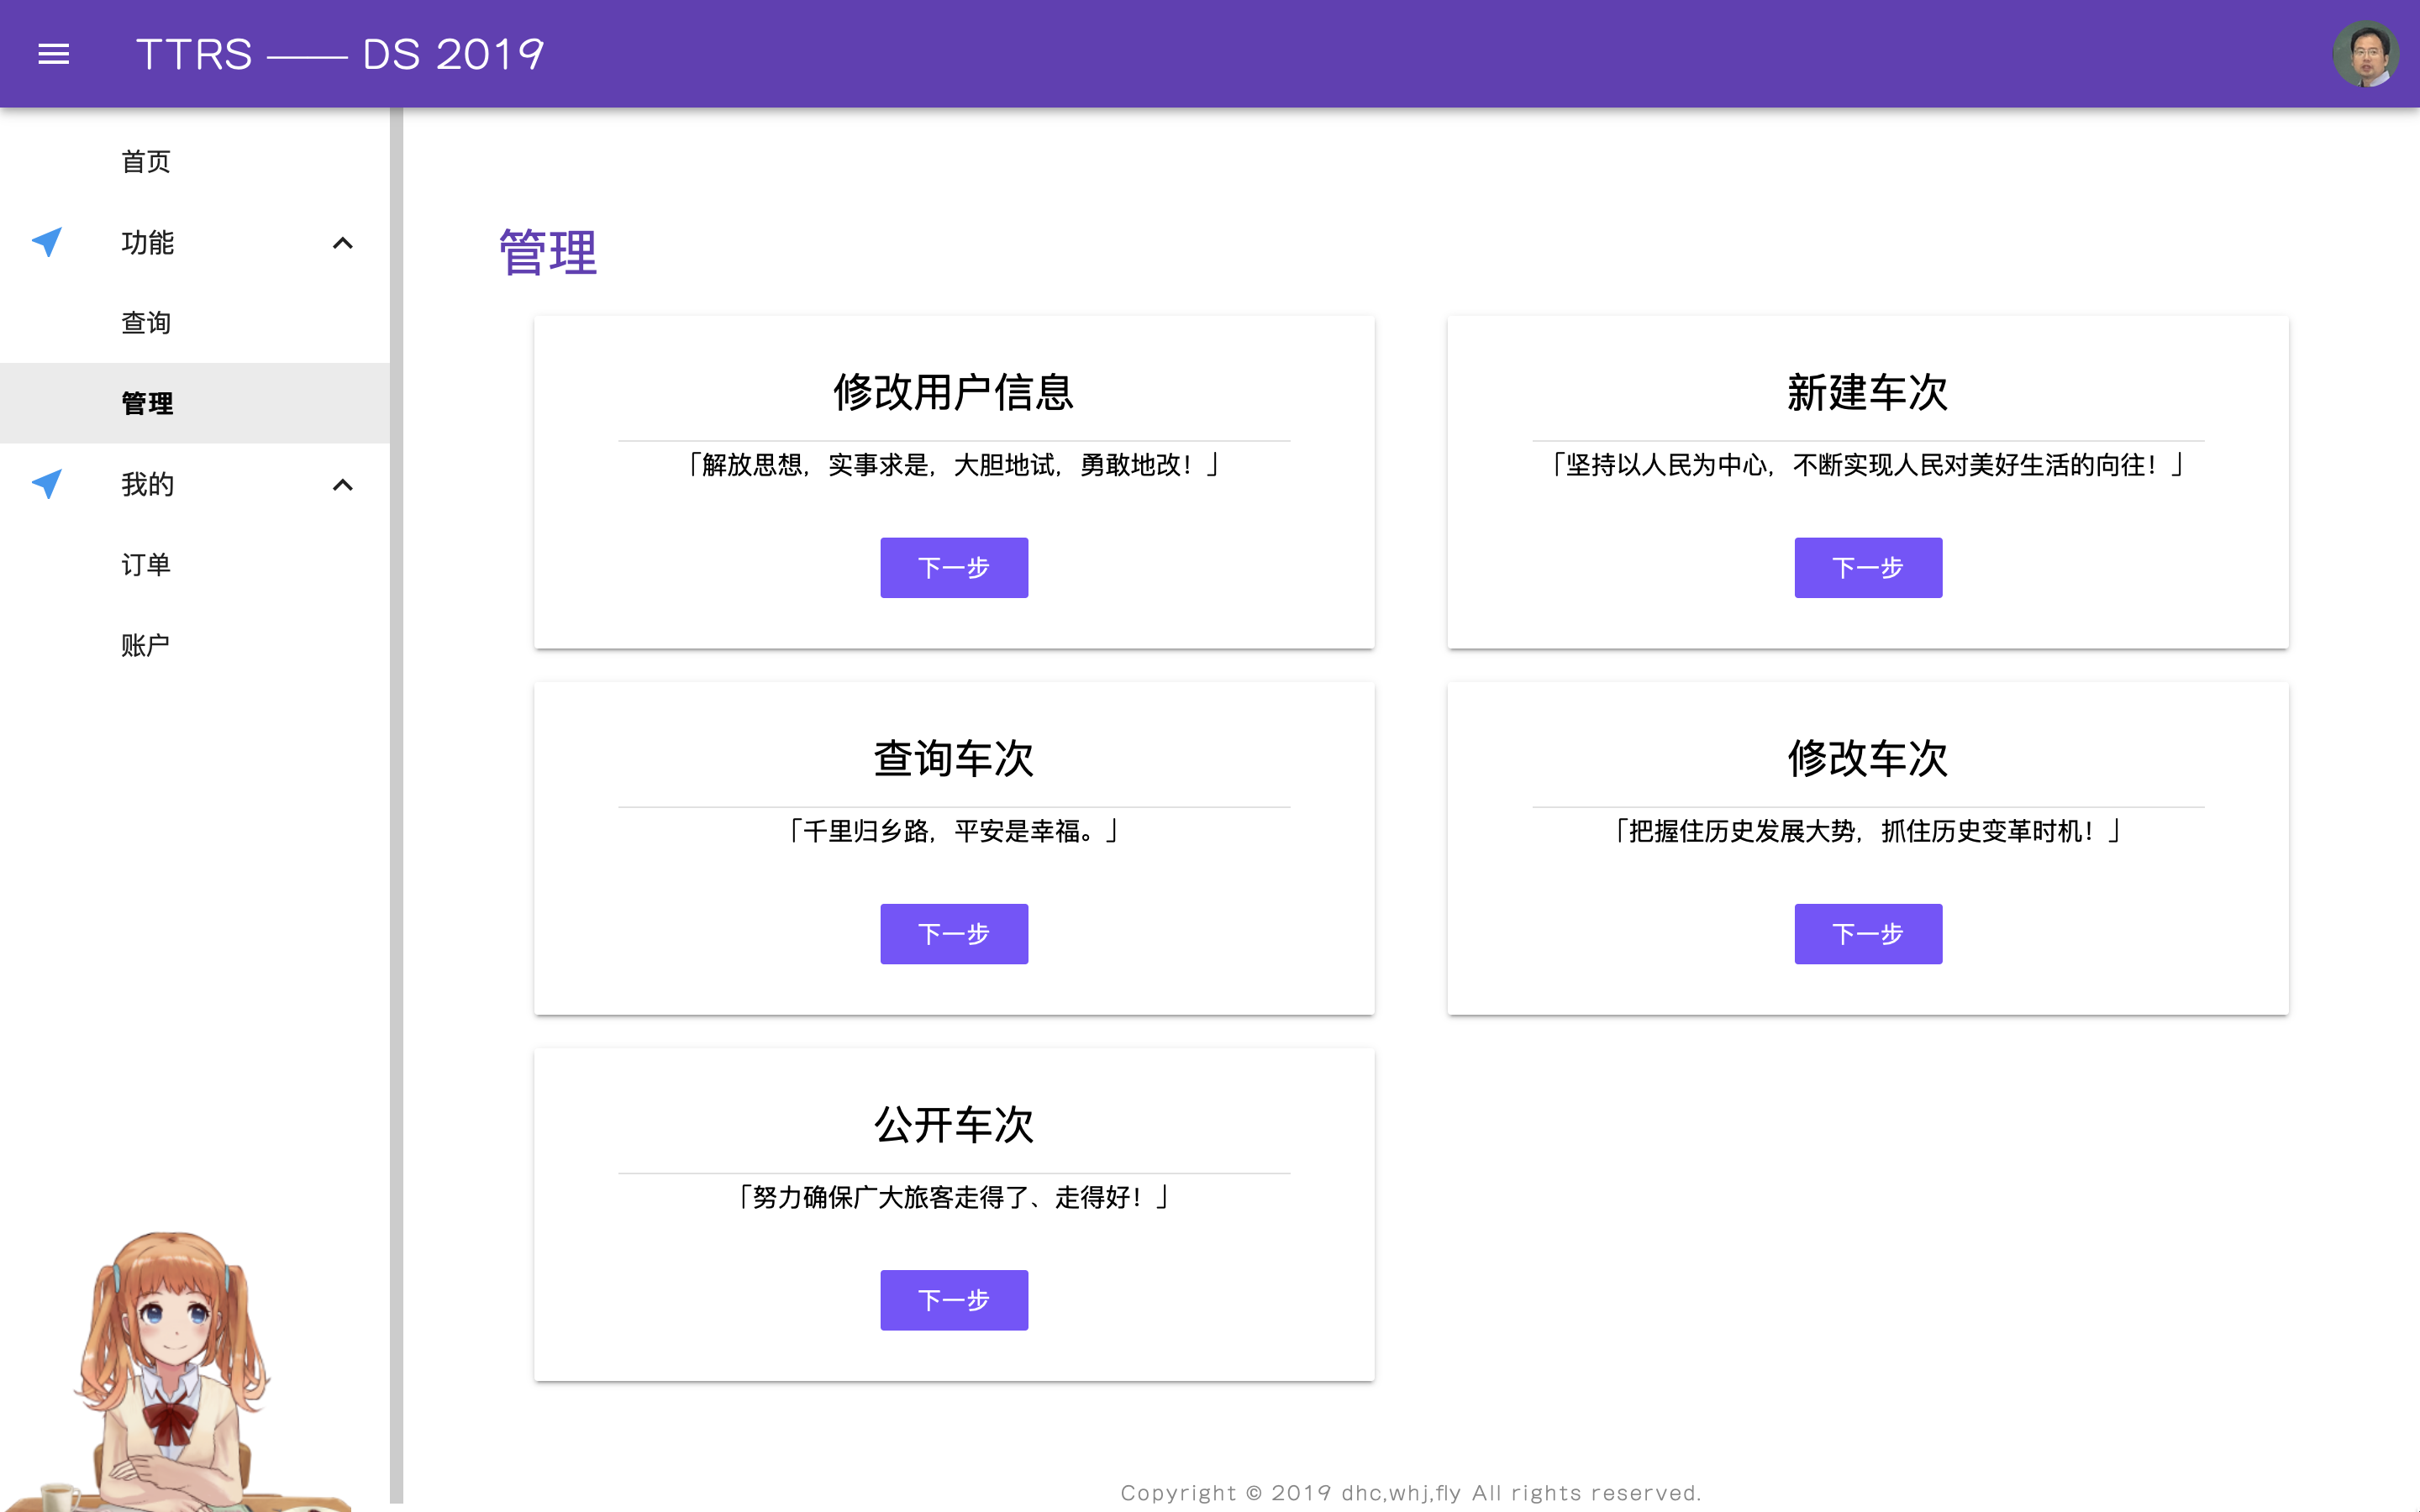 TTRS —— DS 2019
首页
功能
查询
管理
我的
订单
账户
管理
修改用户信息
「解放思想，实事求是，大胆地试，勇敢地改！」
下一步
新建车次
「坚持以人民为中心，不断实现人民对美好生活的向往！」
下一步
查询车次
「千里归乡路，平安是幸福。」
下一步
修改车次
「把握住历史发展大势，抓住历史变革时机！」
下一步
公开车次
「努力确保广大旅客走得了、走得好！」
下一步
Copyright © 2019 dhc,whj,fly All rights reserved.